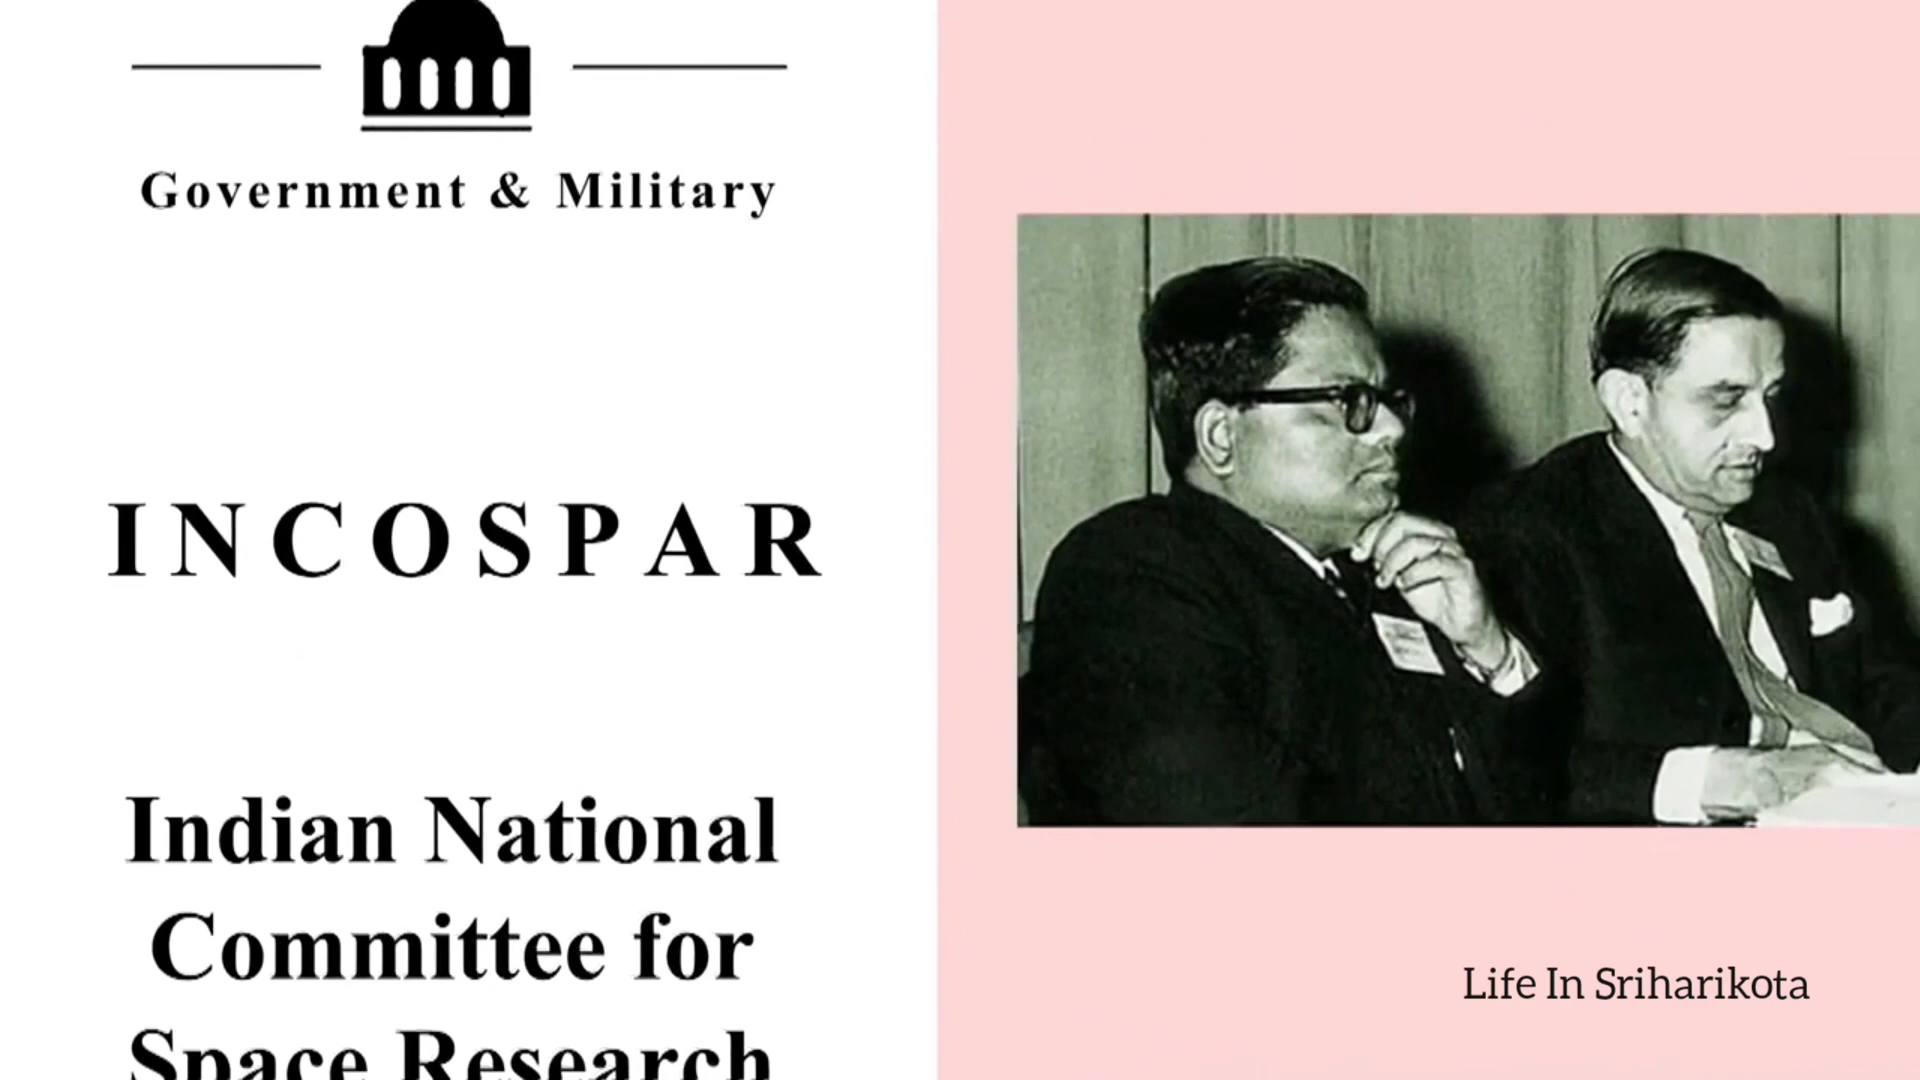 Government & Military
INCOSPAR
Indian National
Committee for
Space Research
Life In Sriharikota